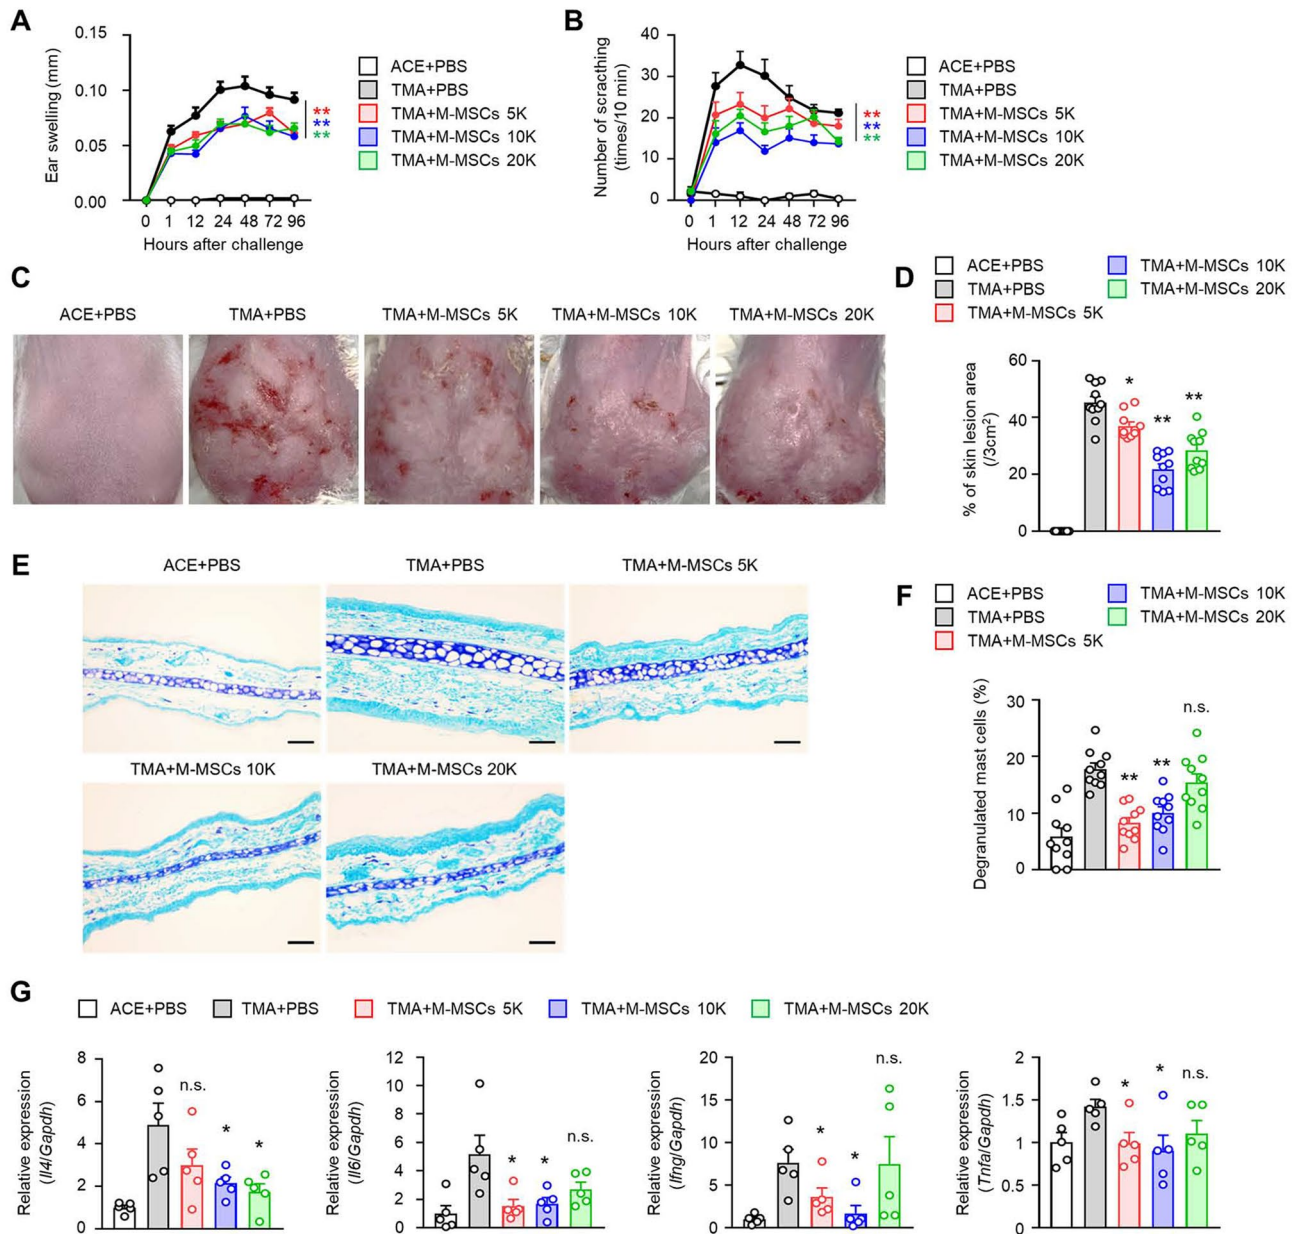 A
Ear swelling (mm)
0.15
0.10
0.05
0.00
0 1 12 24 48 72 96
Hours after challenge
ACE+PBS
TMA+PBS
TMA+M-MSCs 5K
TMA+M-MSCs 10K
TMA+M-MSCs 20K
**
**
**
B
Number of scracthing
(times/10 min)
40
30
20
10
0
0 1 12 24 48 72 96
Hours after challenge
ACE+PBS
TMA+PBS
TMA+M-MSCs 5K
TMA+M-MSCs 10K
TMA+M-MSCs 20K
**
**
**
C
ACE+PBS TMA+PBS TMA+M-MSCs 5K TMA+M-MSCs 10K TMA+M-MSCs 20K
D
ACE+PBS TMA+M-MSCs 10K
TMA+PBS TMA+M-MSCs 20K
TMA+M-MSCs 5K
% of skin lesion area
(/3cm²)
60
40
20
0
* ** **
E
ACE+PBS TMA+PBS TMA+M-MSCs 5K
TMA+M-MSCs 10K TMA+M-MSCs 20K
F
ACE+PBS TMA+M-MSCs 10K
TMA+PBS TMA+M-MSCs 20K
TMA+M-MSCs 5K
Degranulated mast cells (%)
30
20
10
0
** ** n.s.
G
ACE+PBS TMA+PBS TMA+M-MSCs 5K TMA+M-MSCs 10K TMA+M-MSCs 20K
Relative expression
(Il4/Gapdh)
8
6
4
2
0
n.s. * *
Relative expression
(Il6/Gapdh)
12
10
8
6
4
2
0
* * n.s.
Relative expression
(Ifng/Gapdh)
20
15
10
5
0
* * n.s.
Relative expression
(Tnfa/Gapdh)
2
1.5
1
0.5
0
* * n.s.